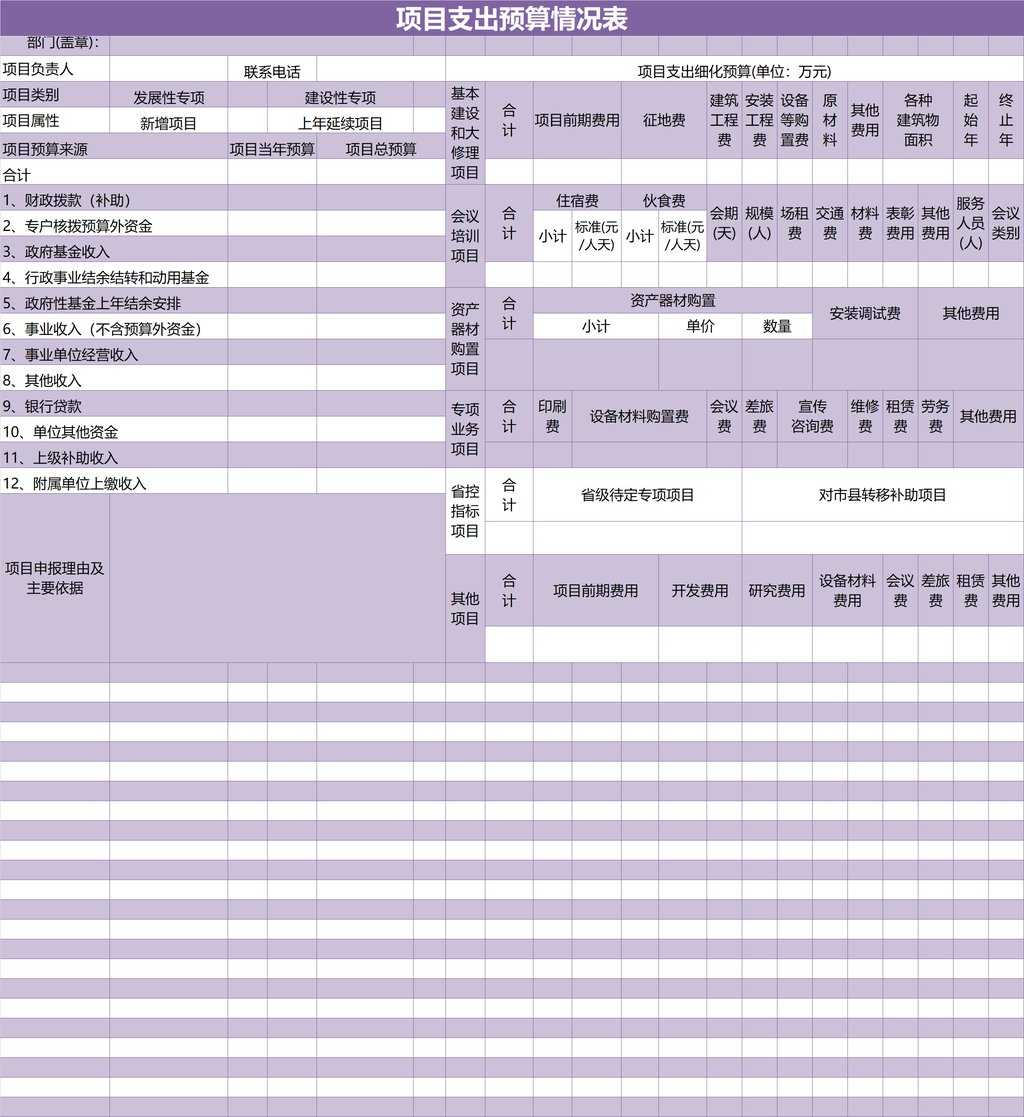 项目支出预算情况表
部门(盖章):
项目负责人
联系电话
项目支出细化预算(单位：万元)
项目类别
发展性专项
建设性专项
项目属性
新增项目
上年延续项目
项目预算来源
项目当年预算
项目总预算
合计
1、财政拨款（补助）
2、专户核拨预算外资金
3、政府基金收入
4、行政事业结余结转和动用基金
5、政府性基金上年结余安排
6、事业收入（不含预算外资金）
7、事业单位经营收入
8、其他收入
9、银行贷款
10、单位其他资金
11、上级补助收入
12、附属单位上缴收入
项目申报理由及
主要依据
基本
建设
和大
修理
项目
合
计
项目前期费用
征地费
建筑
工程
费
安装
工程
费
设备
等购
置费
原
材
料
其他
费用
各种
建筑物
面积
起
始
年
终
止
年
会议
培训
项目
合
计
住宿费
伙食费
小计
标准(元
/人天)
小计
标准(元
/人天)
会期
(天)
规模
(人)
场租
费
交通
费
材料
费
表彰
费用
其他
费用
服务
人员
(人)
会议
类别
资产
器材
购置
项目
合
计
资产器材购置
小计
单价
数量
安装调试费
其他费用
专项
业务
项目
合
计
印刷
费
设备材料购置费
会议
费
差旅
费
宣传
咨询费
维修
费
租赁
费
劳务
费
其他费用
省控
指标
项目
合
计
省级待定专项项目
对市县转移补助项目
其他
项目
合
计
项目前期费用
开发费用
研究费用
设备材料
费用
会议
费
差旅
费
租赁
费
其他
费用